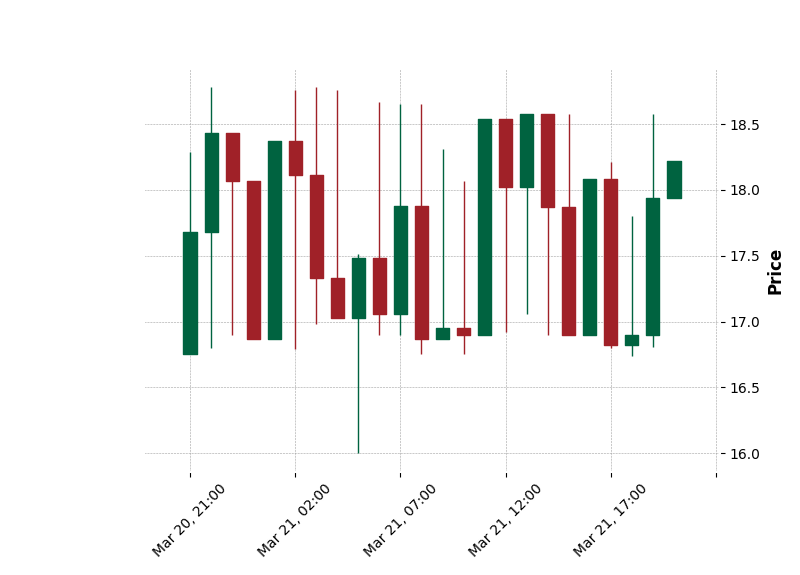 18.5
18.0
17.5
17.0
16.5
16.0
Price
Mar 20, 21:00
Mar 21, 02:00
Mar 21, 07:00
Mar 21, 12:00
Mar 21, 17:00